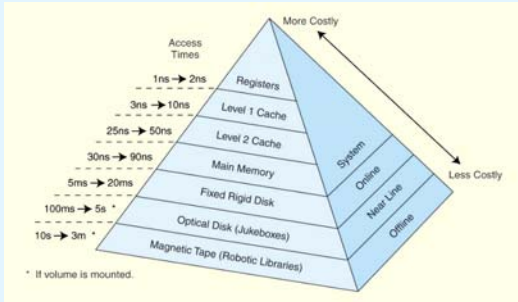 More Costly
Access
Times
1ns → 2ns
Registers
3ns → 10ns
Level 1 Cache
25ns → 50ns
Level 2 Cache
30ns → 90ns
Main Memory
System
5ms → 20ms
Fixed Rigid Disk
Online
Less Costly
100ms → 5s *
Optical Disk (Jukeboxes)
Near Line
10s → 3m *
Magnetic Tape (Robotic Libraries)
Offline
* If volume is mounted.